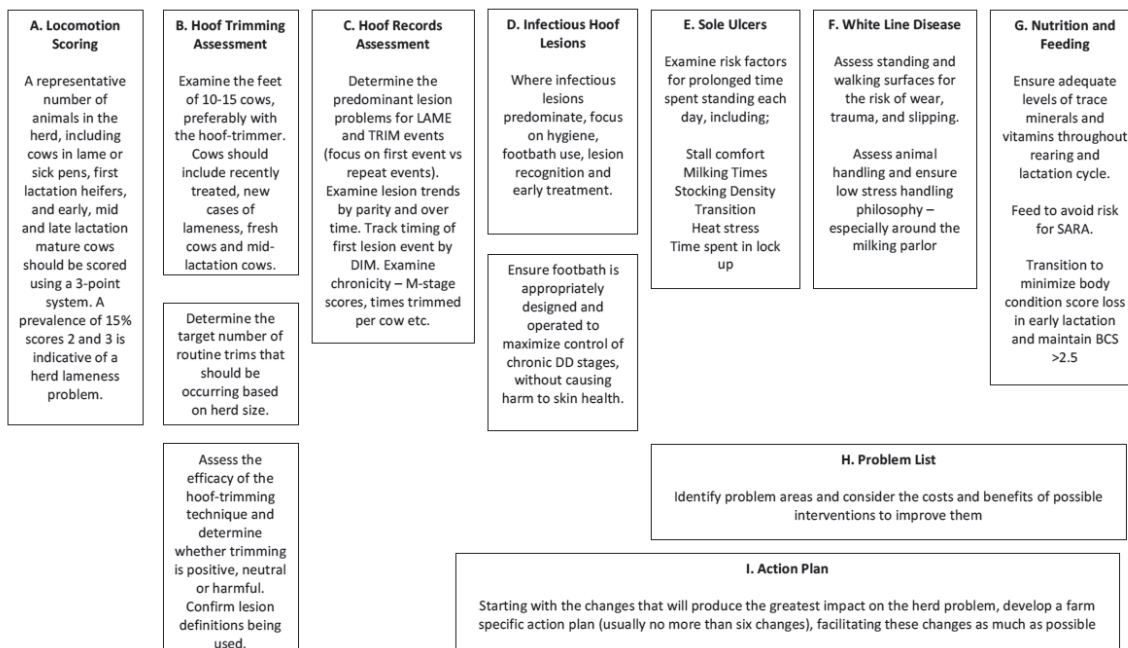 A. Locomotion
Scoring
A representative
number of
animals in the
herd, including
cows in lame or
sick pens, first
lactation heifers,
and early, mid
and late lactation
mature cows
should be scored
using a 3-point
system. A
prevalence of 15%
scores 2 and 3 is
indicative of a
herd lameness
problem.
B. Hoof Trimming
Assessment
Examine the feet
of 10-15 cows,
preferably with
the hoof-trimmer.
Cows should
include recently
treated, new
cases of
lameness, fresh
cows and mid-
lactation cows.
Determine the
target number of
routine trims that
should be
occurring based
on herd size.
Assess the
efficacy of the
hoof-trimming
technique and
determine
whether trimming
is positive, neutral
or harmful.
Confirm lesion
definitions being
used.
C. Hoof Records
Assessment
Determine the
predominant lesion
problems for LAME
and TRIM events
(focus on first event vs
repeat events).
Examine lesion trends
by parity and over
time. Track timing of
first lesion event by
DIM. Examine
chronicity – M-stage
scores, times trimmed
per cow etc.
D. Infectious Hoof
Lesions
Where infectious
lesions
predominate, focus
on hygiene,
footbath use, lesion
recognition and
early treatment.
Ensure footbath is
appropriately
designed and
operated to
maximize control of
chronic DD stages,
without causing
harm to skin health.
E. Sole Ulcers
Examine risk factors
for prolonged time
spent standing each
day, including;
Stall comfort
Milking Times
Stocking Density
Transition
Heat stress
Time spent in lock
up
F. White Line Disease
Assess standing and
walking surfaces for
the risk of wear,
trauma, and slipping.
Assess animal
handling and ensure
low stress handling
philosophy –
especially around the
milking parlor
G. Nutrition and
Feeding
Ensure adequate
levels of trace
minerals and
vitamins throughout
rearing and
lactation cycle.
Feed to avoid risk
for SARA.
Transition to
minimize body
condition score loss
in early lactation
and maintain BCS
>2.5
H. Problem List
Identify problem areas and consider the costs and benefits of possible
interventions to improve them
I. Action Plan
Starting with the changes that will produce the greatest impact on the herd problem, develop a farm
specific action plan (usually no more than six changes), facilitating these changes as much as possible